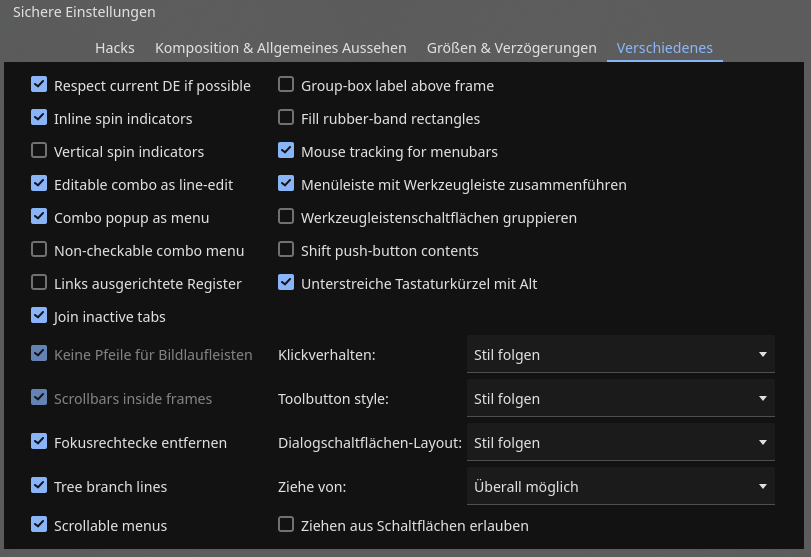 Sichere Einstellungen
Hacks Komposition & Allgemeines Aussehen Größen & Verzögerungen Verschiedenes
Respect current DE if possible Group-box label above frame
Inline spin indicators Fill rubber-band rectangles
Vertical spin indicators Mouse tracking for menubars
Editable combo as line-edit Menüleiste mit Werkzeugleiste zusammenführen
Combo popup as menu Werkzeugleistenschaltflächen gruppieren
Non-checkable combo menu Shift push-button contents
Links ausgerichtete Register Unterstreiche Tastaturkürzel mit Alt
Join inactive tabs
Keine Pfeile für Bildlaufleisten Klickverhalten: Stil folgen
Scrollbars inside frames Toolbutton style: Stil folgen
Fokusrechtecke entfernen Dialogschaltflächen-Layout: Stil folgen
Tree branch lines Ziehe von: Überall möglich
Scrollable menus Ziehen aus Schaltflächen erlauben